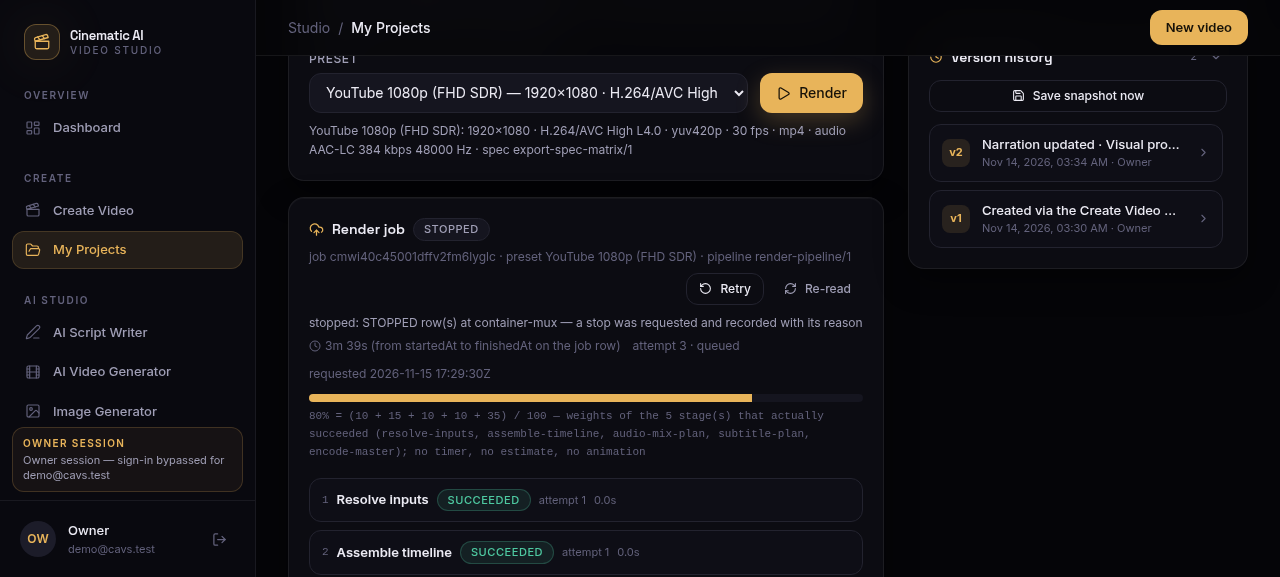 Cinematic AI
VIDEO STUDIO
OVERVIEW
Dashboard
CREATE
Create Video
My Projects
AI STUDIO
AI Script Writer
AI Video Generator
Image Generator
OWNER SESSION
Owner session — sign-in bypassed for
demo@cavs.test
OW
Owner
demo@cavs.test
Studio / My Projects
New video
PRESET
YouTube 1080p (FHD SDR) — 1920×1080 · H.264/AVC High
Render
YouTube 1080p (FHD SDR): 1920×1080 · H.264/AVC High L4.0 · yuv420p · 30 fps · mp4 · audio
AAC-LC 384 kbps 48000 Hz · spec export-spec-matrix/1
Render job STOPPED
job cmwi40c45001dffv2fm6lyglc · preset YouTube 1080p (FHD SDR) · pipeline render-pipeline/1
Retry Re-read
stopped: STOPPED row(s) at container-mux — a stop was requested and recorded with its reason
3m 39s (from startedAt to finishedAt on the job row) attempt 3 · queued
requested 2026-11-15 17:29:30Z
80% = (10 + 15 + 10 + 10 + 35) / 100 — weights of the 5 stage(s) that actually
succeeded (resolve-inputs, assemble-timeline, audio-mix-plan, subtitle-plan,
encode-master); no timer, no estimate, no animation
1 Resolve inputs SUCCEEDED attempt 1 0.0s
2 Assemble timeline SUCCEEDED attempt 1 0.0s
Version history 2
Save snapshot now
v2 Narration updated · Visual pro...
Nov 14, 2026, 03:34 AM · Owner
v1 Created via the Create Video ...
Nov 14, 2026, 03:30 AM · Owner